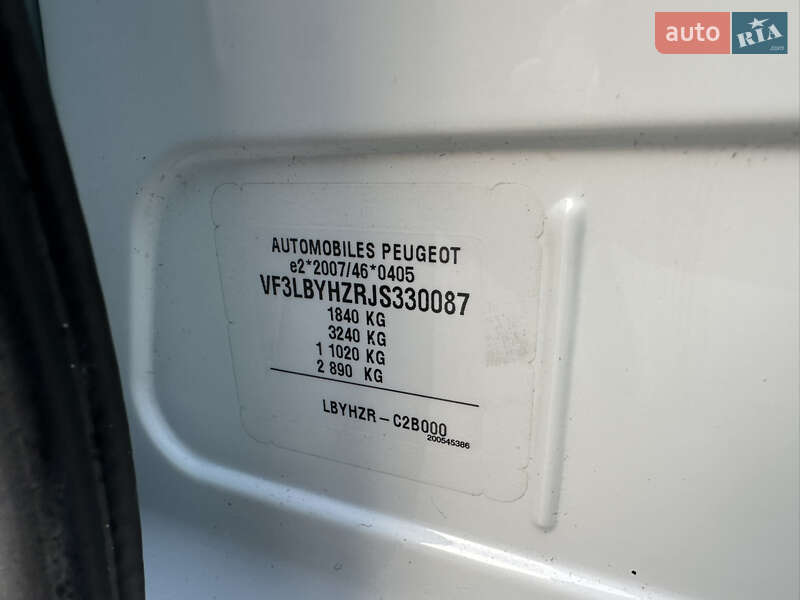 auto RIA
.com
AUTOMOBILES PEUGEOT
e2*2007/46*0405
VF3LBYHZRJS330087
1840 KG
3240 KG
1 1020 KG
2 890 KG
LBYHZR-C2B000
200545386